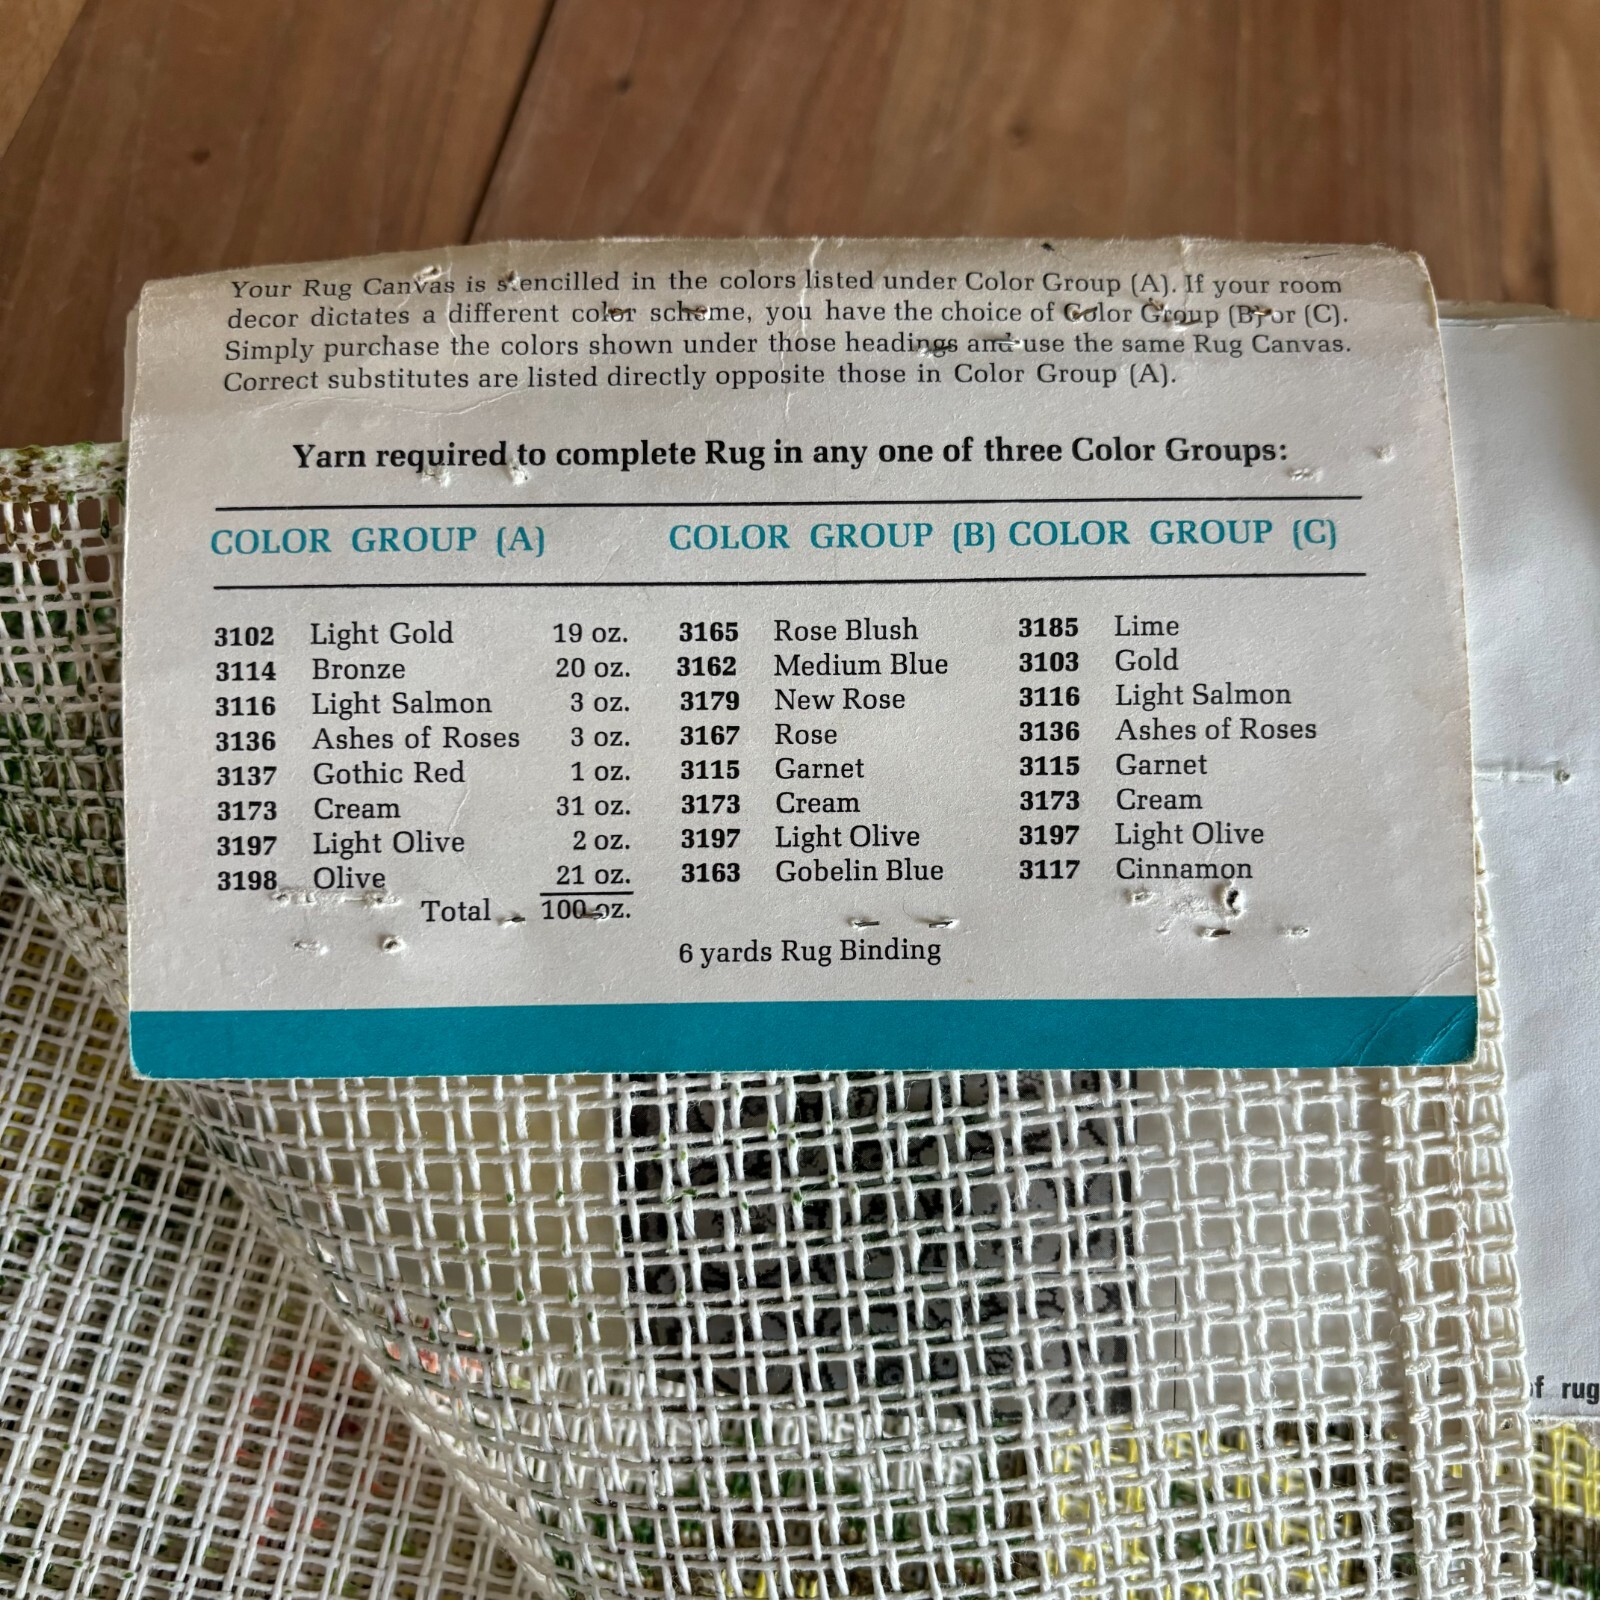 Your Rug Canvas is stencilled in the colors listed under Color Group (A). If your room
decor dictates a different color scheme, you have the choice of Color Group (B) or (C).
Simply purchase the colors shown under those headings and use the same Rug Canvas.
Correct substitutes are listed directly opposite those in Color Group (A).
Yarn required to complete Rug in any one of three Color Groups:
COLOR GROUP (A) COLOR GROUP (B) COLOR GROUP (C)
3102 Light Gold 19 oz. 3165 Rose Blush 3185 Lime
3114 Bronze 20 oz. 3162 Medium Blue 3103 Gold
3116 Light Salmon 3 oz. 3179 New Rose 3116 Light Salmon
3136 Ashes of Roses 3 oz. 3167 Rose 3136 Ashes of Roses
3137 Gothic Red 1 oz. 3115 Garnet 3115 Garnet
3173 Cream 31 oz. 3173 Cream 3173 Cream
3197 Light Olive 2 oz. 3197 Light Olive 3197 Light Olive
3198 Olive 21 oz. 3163 Gobelin Blue 3117 Cinnamon
Total 100 oz.
6 yards Rug Binding
of rug